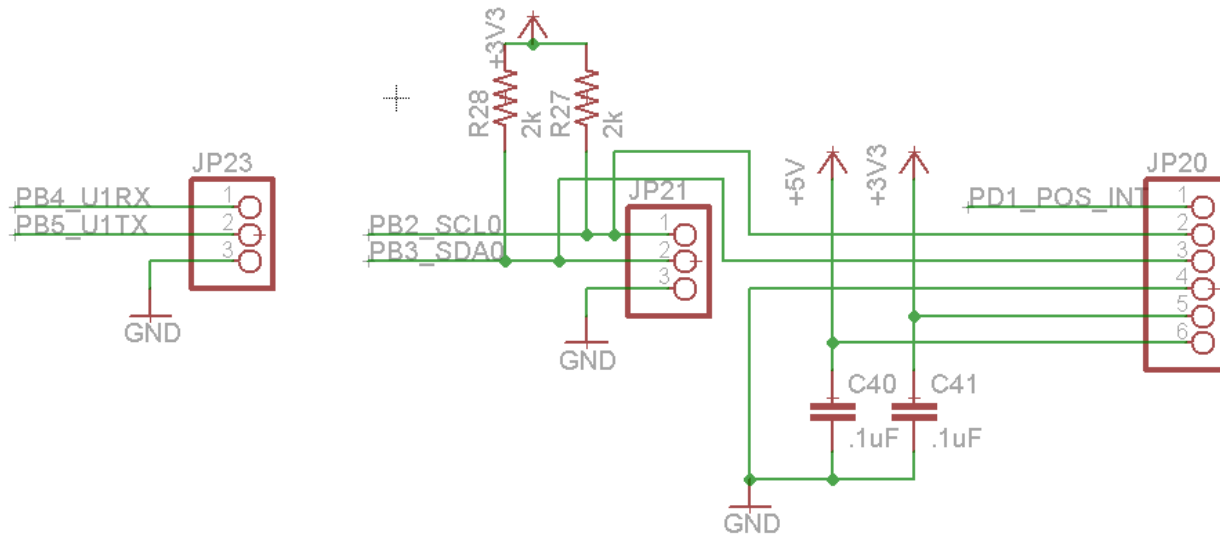 +3V3
R28
2k
R27
2k
JP23
PB4_U1RX
1
PB5_U1TX
2
3
GND
PB2_SCL0
PB3_SDA0
JP21
1
2
3
GND
+5V
+3V3
JP20
PD1_POS_INT
1
2
3
4
5
6
C40
.1uF
C41
.1uF
GND